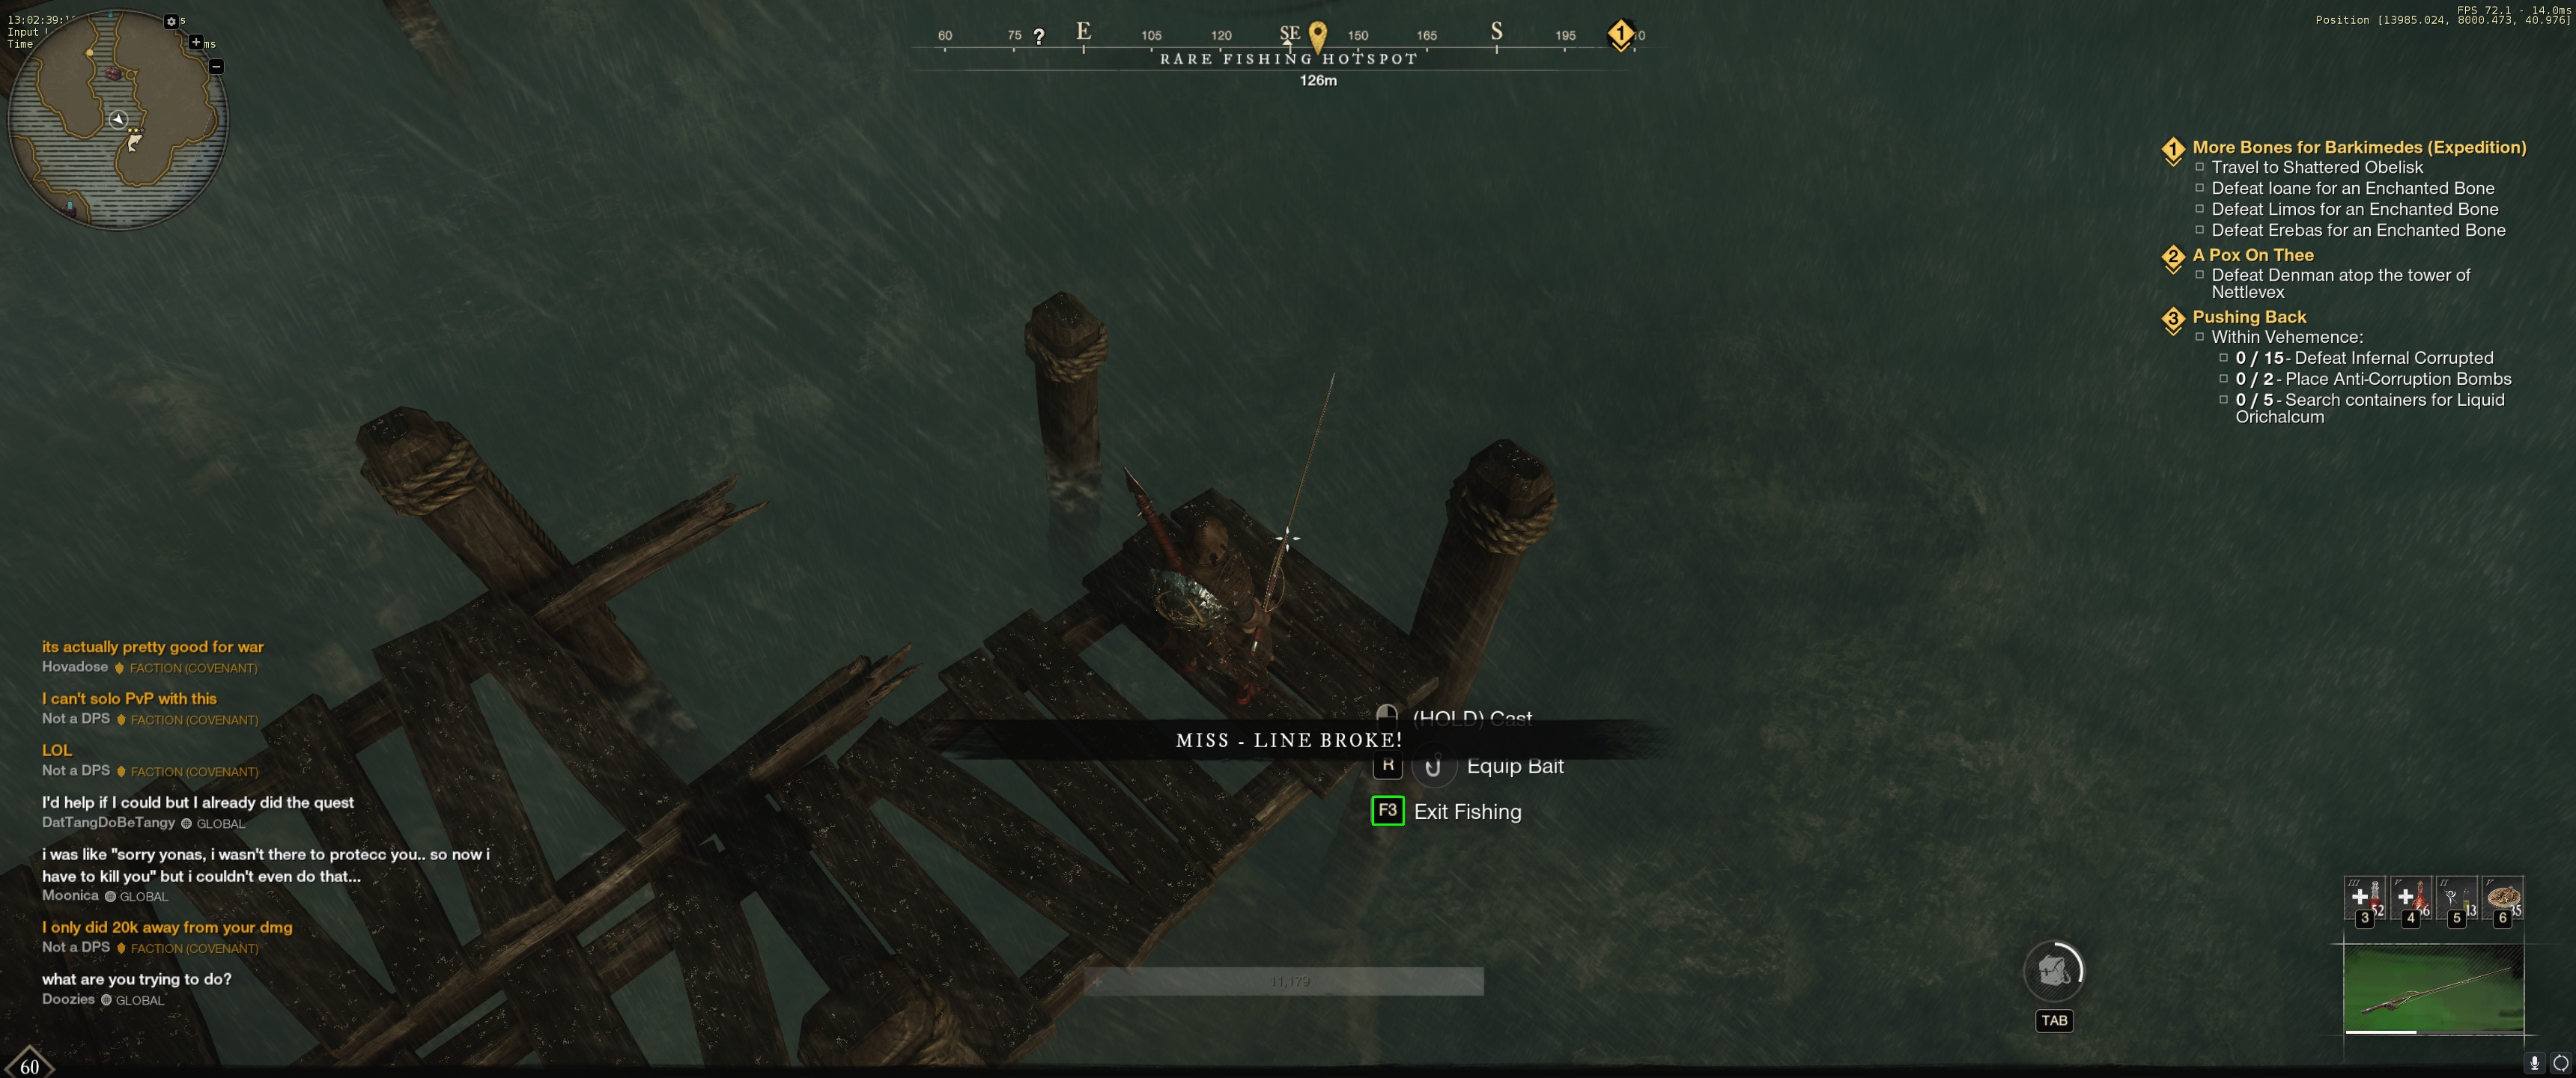 13:02:39:
Input
Time
ms
60
75
?
E
105
120
SE
150
165
S
195
1
RARE FISHING HOTSPOT
126m
FPS 72.1 - 14.0ms
Position [13985.024, 8000.473, 40.976]
1 More Bones for Barkimedes (Expedition)
Travel to Shattered Obelisk
Defeat Ioane for an Enchanted Bone
Defeat Limos for an Enchanted Bone
Defeat Erebas for an Enchanted Bone
2 A Pox On Thee
Defeat Denman atop the tower of
Nettlevex
3 Pushing Back
Within Vehemence:
0 / 15 - Defeat Infernal Corrupted
0 / 2 - Place Anti-Corruption Bombs
0 / 5 - Search containers for Liquid
Orichalcum
its actually pretty good for war
Hovadose FACTION (COVENANT)
I can't solo PvP with this
Not a DPS FACTION (COVENANT)
LOL
Not a DPS FACTION (COVENANT)
I'd help if I could but I already did the quest
DatTangDoBeTangy GLOBAL
i was like "sorry yonas, i wasn't there to protecc you.. so now i
have to kill you" but i couldn't even do that...
Moonica GLOBAL
I only did 20k away from your dmg
Not a DPS FACTION (COVENANT)
what are you trying to do?
Doozies GLOBAL
(HOLD) Cast
MISS - LINE BROKE!
R Equip Bait
F3 Exit Fishing
11,179
3
4
5
6
TAB
60